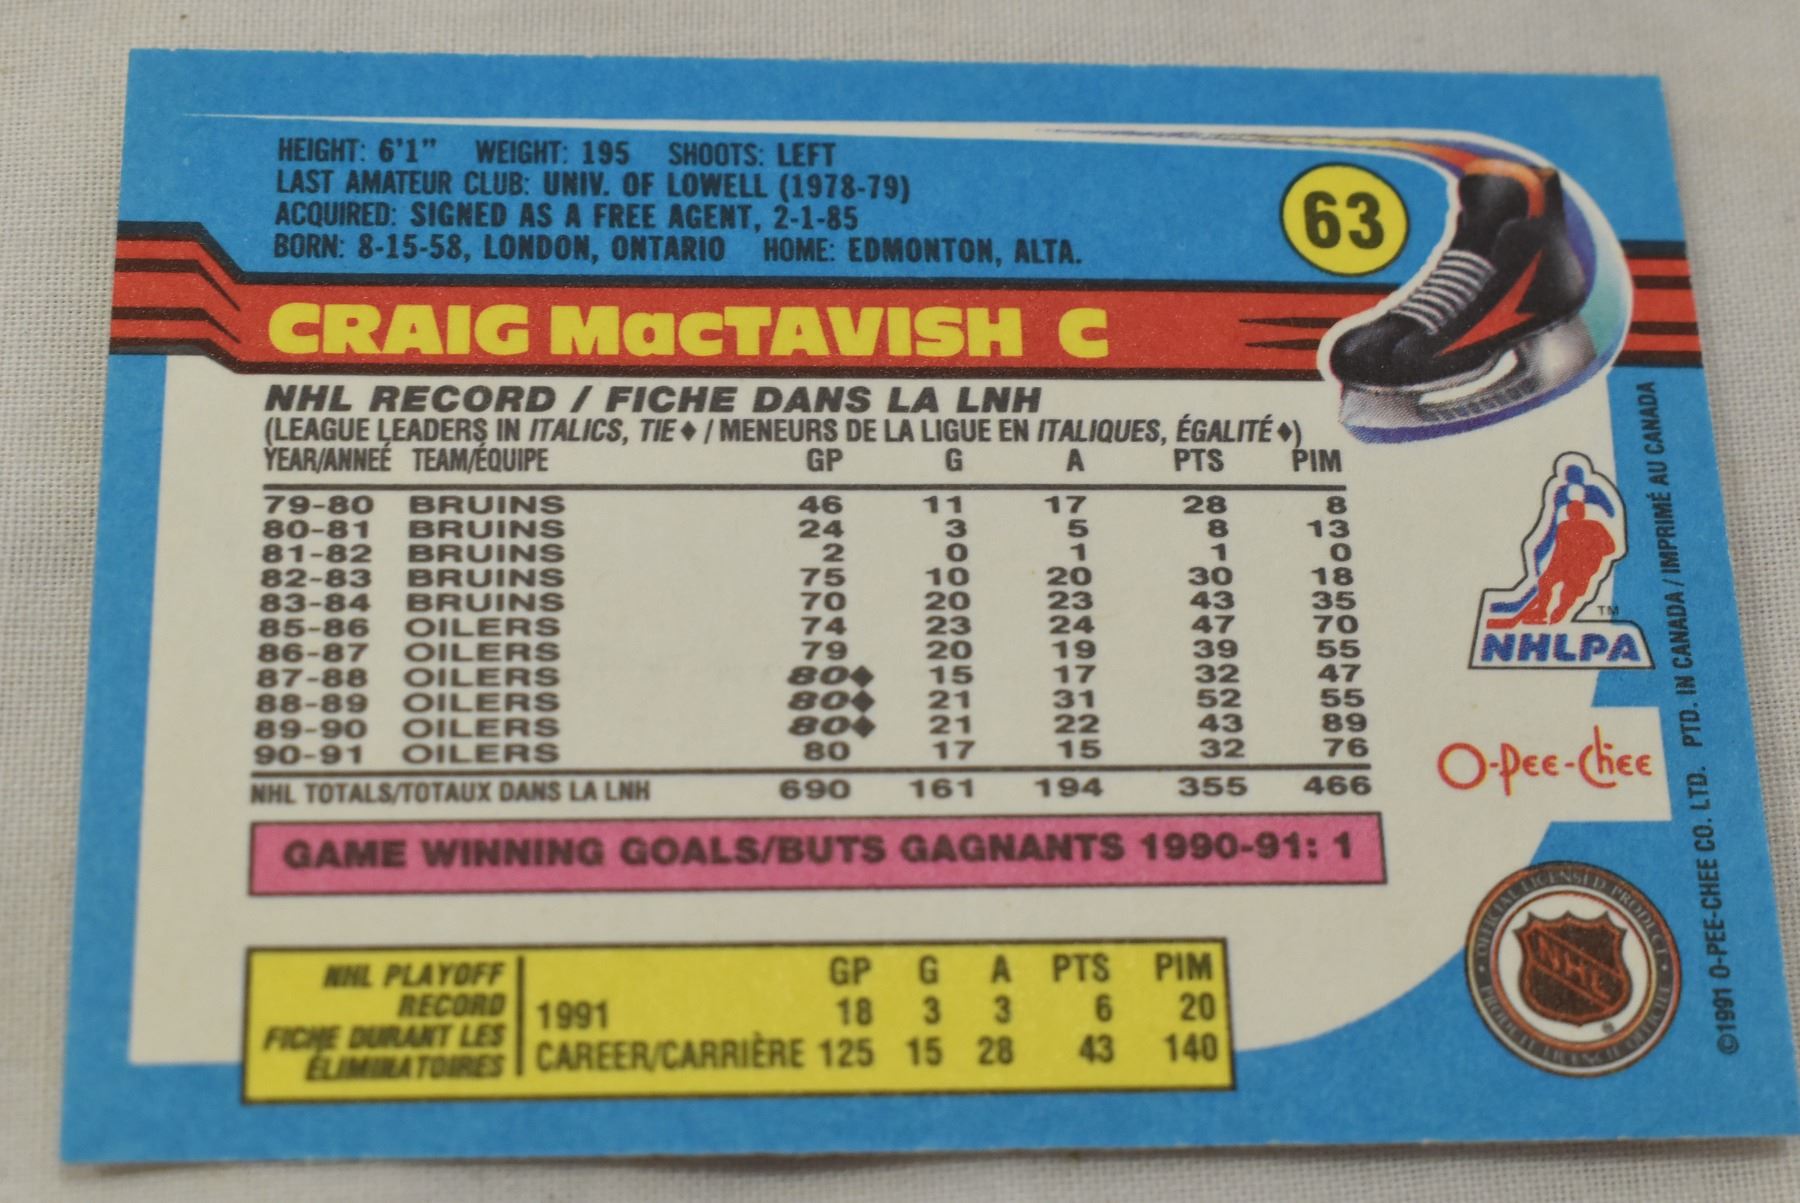 HEIGHT: 6'1" WEIGHT: 195 SHOOTS: LEFT
LAST AMATEUR CLUB: UNIV. OF LOWELL (1978-79)
ACQUIRED: SIGNED AS A FREE AGENT, 2-1-85
BORN: 8-15-58, LONDON, ONTARIO HOME: EDMONTON, ALTA.
63
CRAIG MacTAVISH C
NHL RECORD / FICHE DANS LA LNH
(LEAGUE LEADERS IN ITALICS, TIE ♦ / MENEURS DE LA LIGUE EN ITALIQUES, ÉGALITÉ ♦)
YEAR/ANNEÉ TEAM/ÉQUIPE GP G A PTS PIM
79-80 BRUINS 46 11 17 28 8
80-81 BRUINS 24 3 5 8 13
81-82 BRUINS 2 0 1 1 0
82-83 BRUINS 75 10 20 30 18
83-84 BRUINS 70 20 23 43 35
85-86 OILERS 74 23 24 47 70
86-87 OILERS 79 20 19 39 55
87-88 OILERS 80♦ 15 17 32 47
88-89 OILERS 80♦ 21 31 52 55
89-90 OILERS 80♦ 21 22 43 89
90-91 OILERS 80 17 15 32 76
NHL TOTALS/TOTAUX DANS LA LNH 690 161 194 355 466
GAME WINNING GOALS/BUTS GAGNANTS 1990-91: 1
NHL PLAYOFF
RECORD
FICHE DURANT LES
ÉLIMINATOIRES
GP G A PTS PIM
1991 18 3 3 6 20
CAREER/CARRIÈRE 125 15 28 43 140
TM
NHLPA
O-Pee-Chee
OFFICIAL LICENSED PRODUCT
NHL
®
PRODUIT LICENCIÉ OFFICIEL
©1991 O-PEE-CHEE CO. LTD. PTD. IN CANADA / IMPRIMÉ AU CANADA